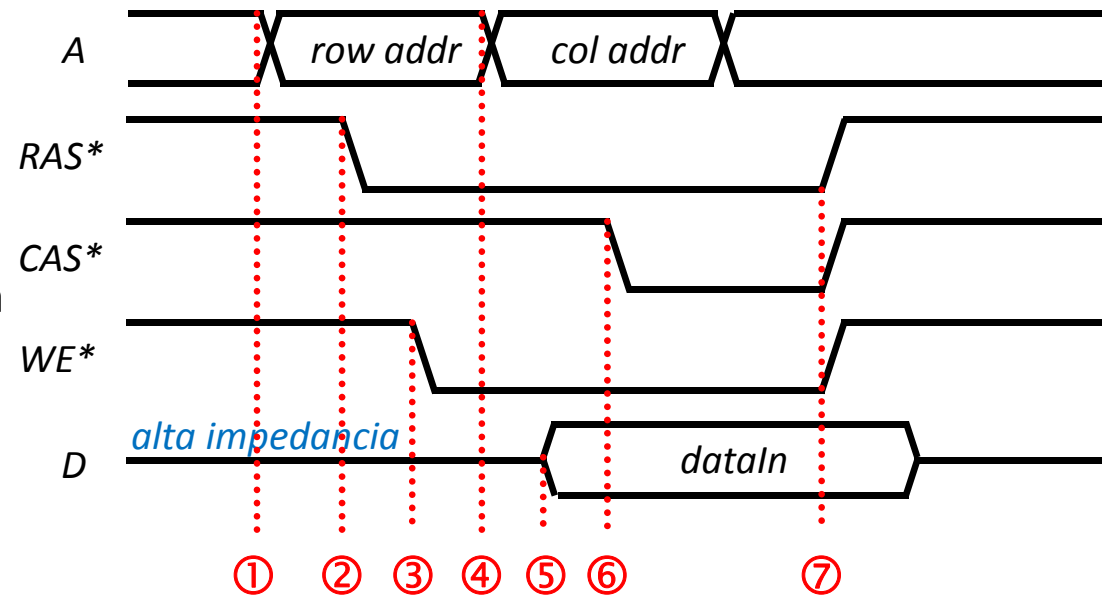 A row addr col addr
RAS*
CAS*
WE*
alta impedancia
D dataIn
① ② ③ ④ ⑤ ⑥ ⑦